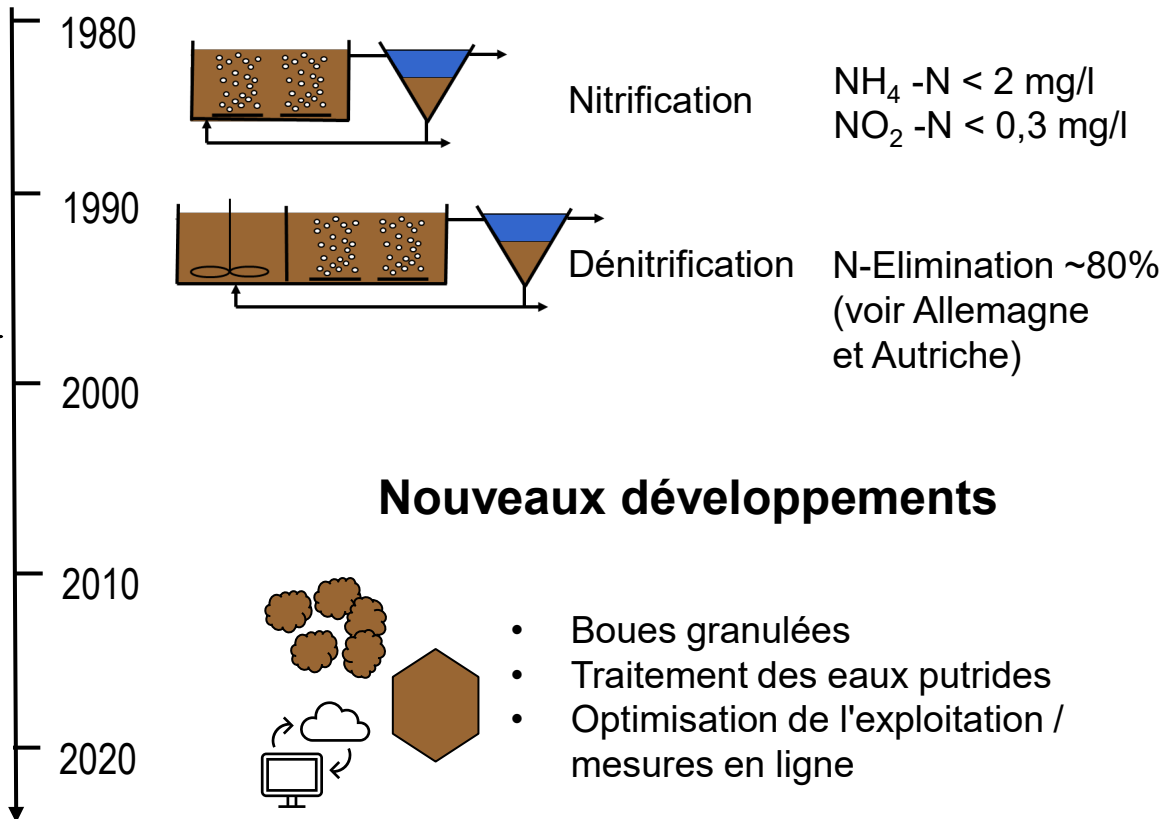 1980
Nitrification
NH₄ -N < 2 mg/l
NO₂ -N < 0,3 mg/l
1990
Dénitrification
N-Elimination ~80%
(voir Allemagne
et Autriche)
2000
Nouveaux développements
2010
• Boues granulées
• Traitement des eaux putrides
• Optimisation de l'exploitation /
mesures en ligne
2020